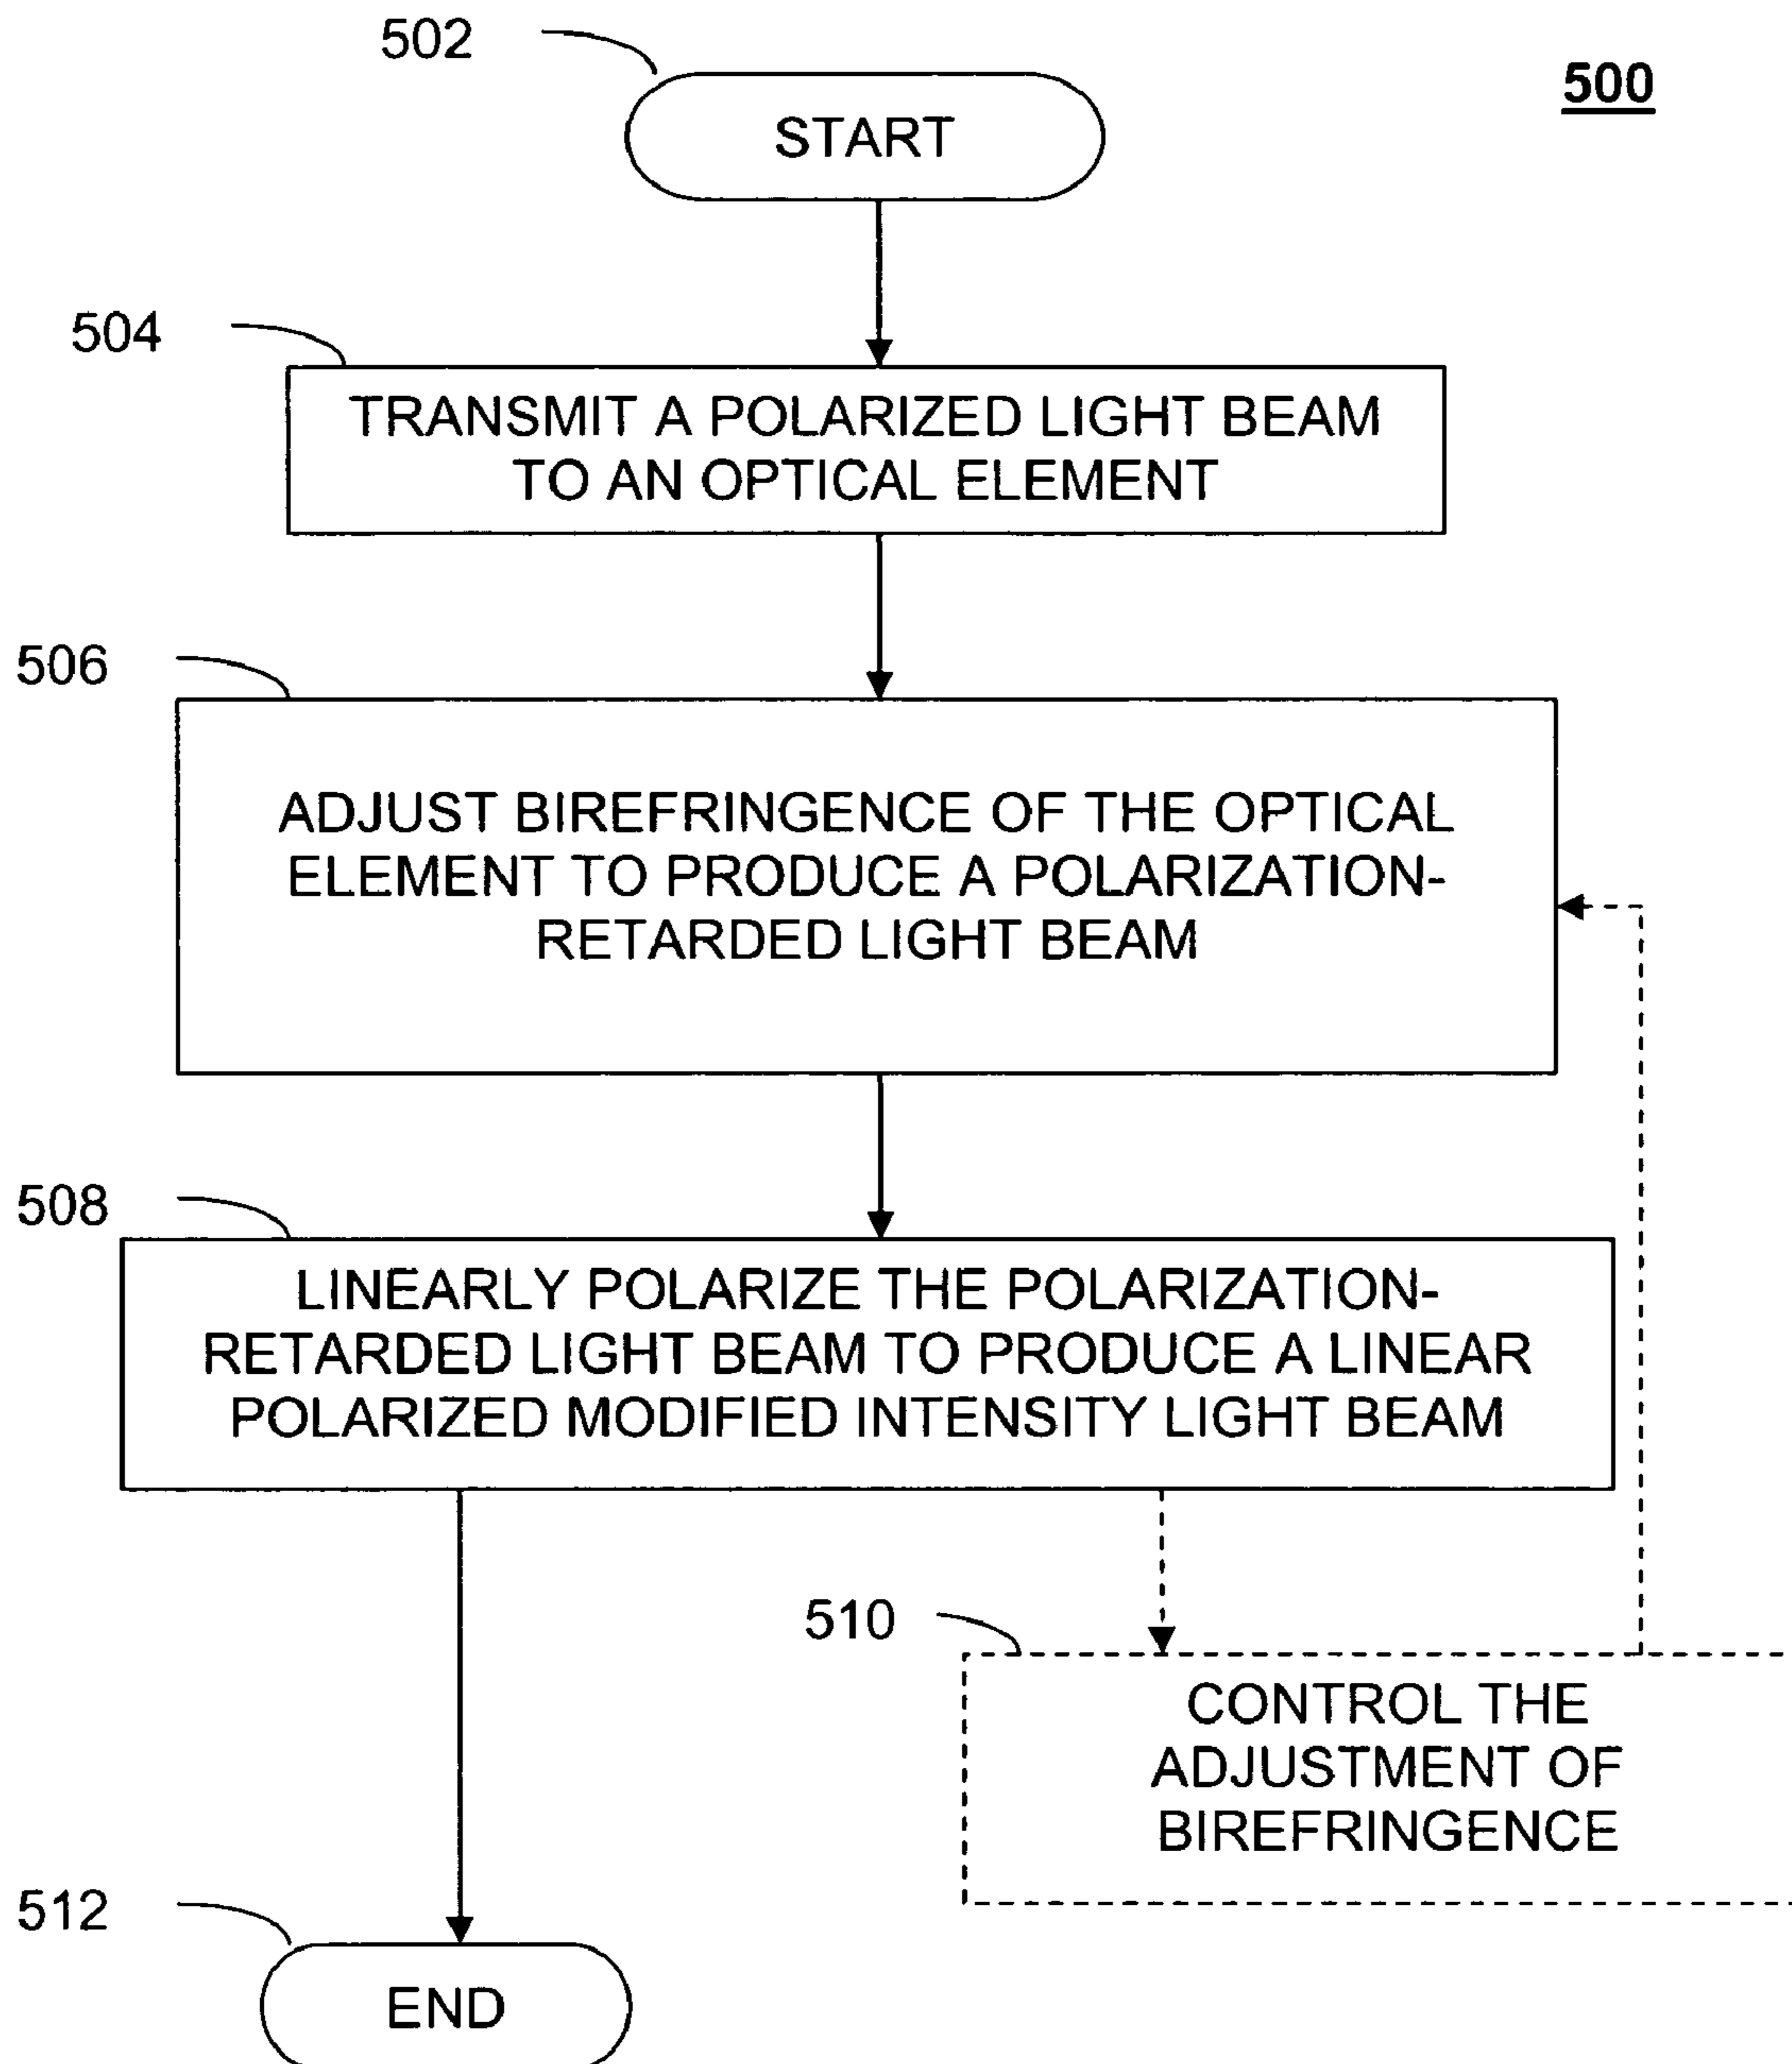 502
500
START
504
TRANSMIT A POLARIZED LIGHT BEAM
TO AN OPTICAL ELEMENT
506
ADJUST BIREFRINGENCE OF THE OPTICAL
ELEMENT TO PRODUCE A POLARIZATION-
RETARDED LIGHT BEAM
508
LINEARLY POLARIZE THE POLARIZATION-
RETARDED LIGHT BEAM TO PRODUCE A LINEAR
POLARIZED MODIFIED INTENSITY LIGHT BEAM
510
CONTROL THE
ADJUSTMENT OF
BIREFRINGENCE
512
END